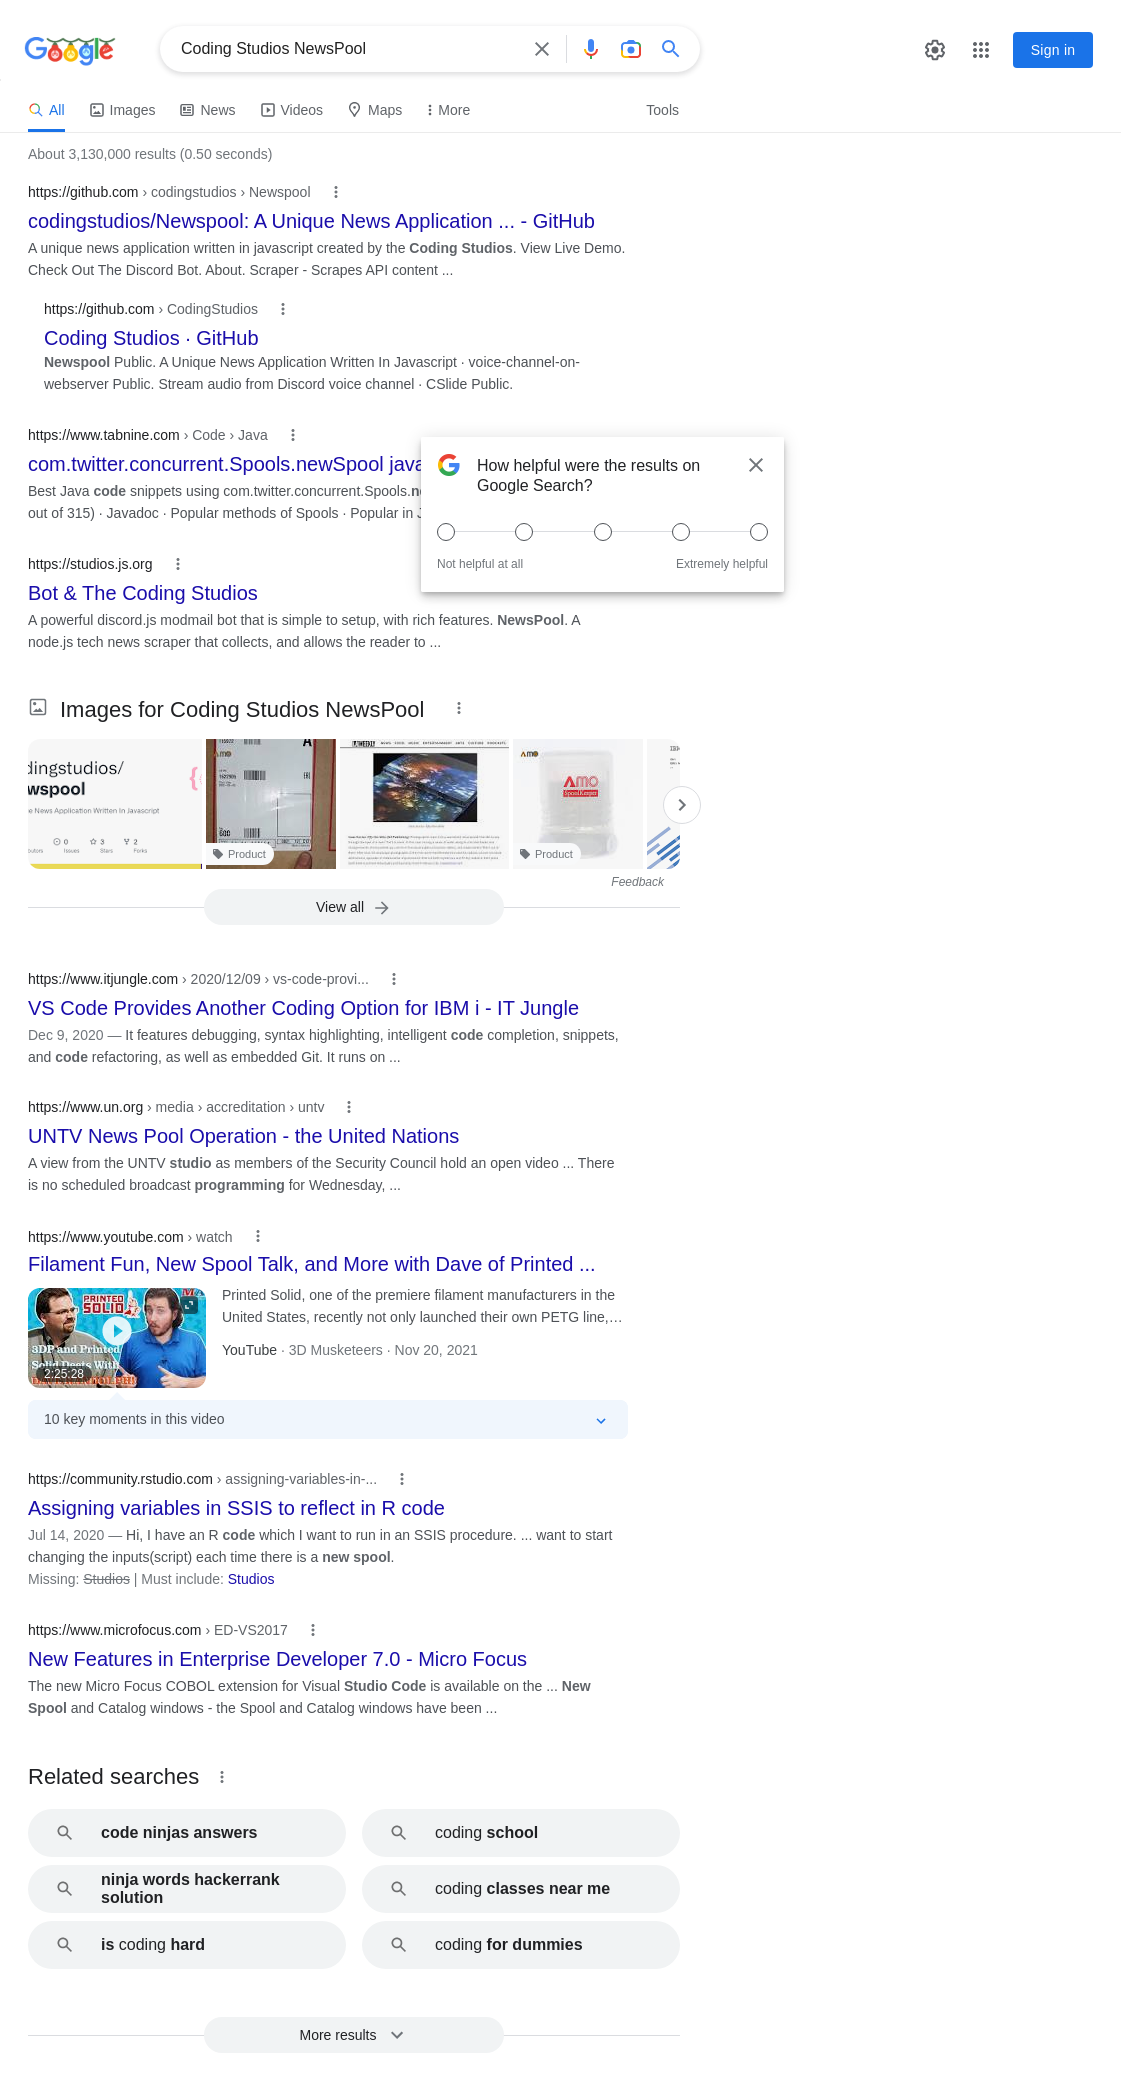 Google
Coding Studios NewsPool
Sign in
All
Images
News
Videos
Maps
More
Tools
About 3,130,000 results (0.50 seconds)
https://github.com › codingstudios › Newspool
codingstudios/Newspool: A Unique News Application ... - GitHub
A unique news application written in javascript created by the Coding Studios. View Live Demo.
Check Out The Discord Bot. About. Scraper - Scrapes API content ...
https://github.com › CodingStudios
Coding Studios · GitHub
Newspool Public. A Unique News Application Written In Javascript · voice-channel-on-
webserver Public. Stream audio from Discord voice channel · CSlide Public.
https://www.tabnine.com › Code › Java
com.twitter.concurrent.Spools.newSpool java
Best Java code snippets using com.twitter.concurrent.Spools.
out of 315) · Javadoc · Popular methods of Spools · Popular in
How helpful were the results on
Google Search?
Not helpful at all
Extremely helpful
https://studios.js.org
Bot & The Coding Studios
A powerful discord.js modmail bot that is simple to setup, with rich features. NewsPool. A
node.js tech news scraper that collects, and allows the reader to ...
Images for Coding Studios NewsPool
dingstudios/
wspool
e News Application Written In Javascript
0
Issues
3
Stars
2
Forks
AMO
Product
AMO
AMO
SpoolKeeper
Product
Feedback
View all
https://www.itjungle.com › 2020/12/09 › vs-code-provi...
VS Code Provides Another Coding Option for IBM i - IT Jungle
Dec 9, 2020 — It features debugging, syntax highlighting, intelligent code completion, snippets,
and code refactoring, as well as embedded Git. It runs on ...
https://www.un.org › media › accreditation › untv
UNTV News Pool Operation - the United Nations
A view from the UNTV studio as members of the Security Council hold an open video ... There
is no scheduled broadcast programming for Wednesday, ...
https://www.youtube.com › watch
Filament Fun, New Spool Talk, and More with Dave of Printed ...
PRINTED
SOLID
3DP and Printed
Solid Deets With
2:25:28
Printed Solid, one of the premiere filament manufacturers in the
United States, recently not only launched their own PETG line,...
YouTube · 3D Musketeers · Nov 20, 2021
10 key moments in this video
https://community.rstudio.com › assigning-variables-in-...
Assigning variables in SSIS to reflect in R code
Jul 14, 2020 — Hi, I have an R code which I want to run in an SSIS procedure. ... want to start
changing the inputs(script) each time there is a new spool.
Missing: Studios | Must include: Studios
https://www.microfocus.com › ED-VS2017
New Features in Enterprise Developer 7.0 - Micro Focus
The new Micro Focus COBOL extension for Visual Studio Code is available on the ... New
Spool and Catalog windows - the Spool and Catalog windows have been ...
Related searches
code ninjas answers
coding school
ninja words hackerrank
solution
coding classes near me
is coding hard
coding for dummies
More results